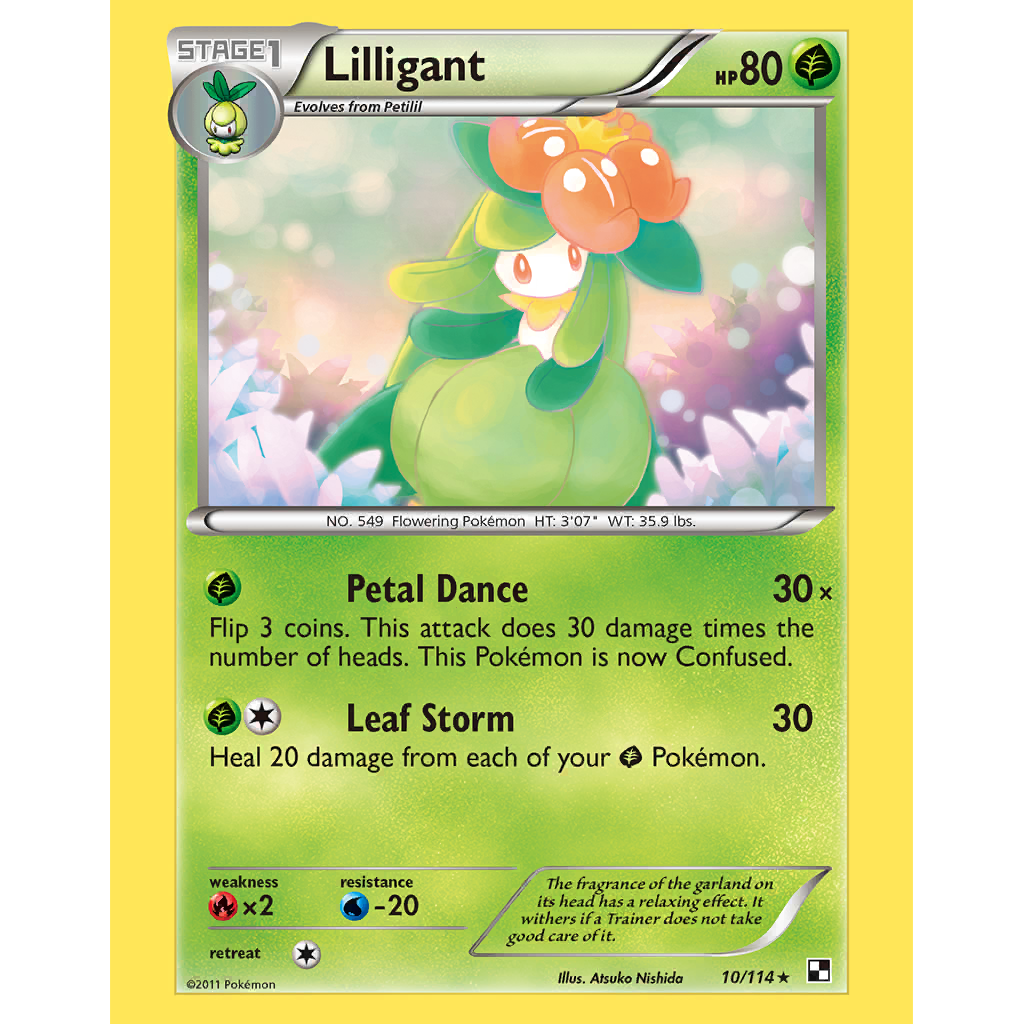 STAGE1
Lilligant
HP80
Evolves from Petilil
NO. 549 Flowering Pokémon HT: 3'07" WT: 35.9 lbs.
Petal Dance 30×
Flip 3 coins. This attack does 30 damage times the
number of heads. This Pokémon is now Confused.
Leaf Storm 30
Heal 20 damage from each of your Pokémon.
weakness resistance
×2 -20
The fragrance of the garland on
its head has a relaxing effect. It
withers if a Trainer does not take
good care of it.
retreat
©2011 Pokémon
Illus. Atsuko Nishida 10/114★